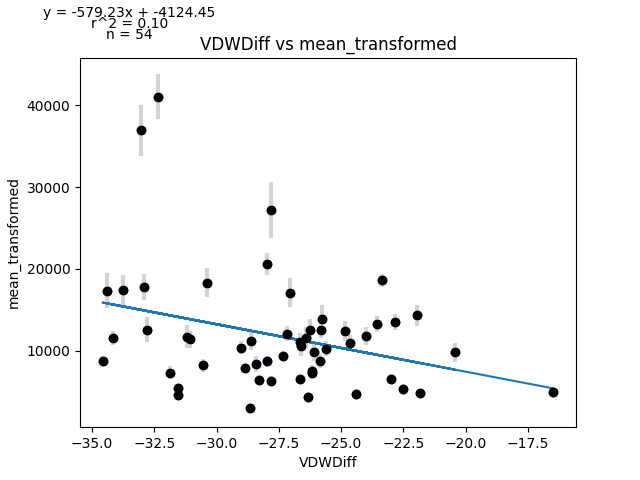 y = -579.23x + -4124.45
r^2 = 0.10
n = 54
VDWDiff vs mean_transformed
40000
30000
20000
10000
mean_transformed
−35.0 −32.5 −30.0 −27.5 −25.0 −22.5 −20.0 −17.5
VDWDiff